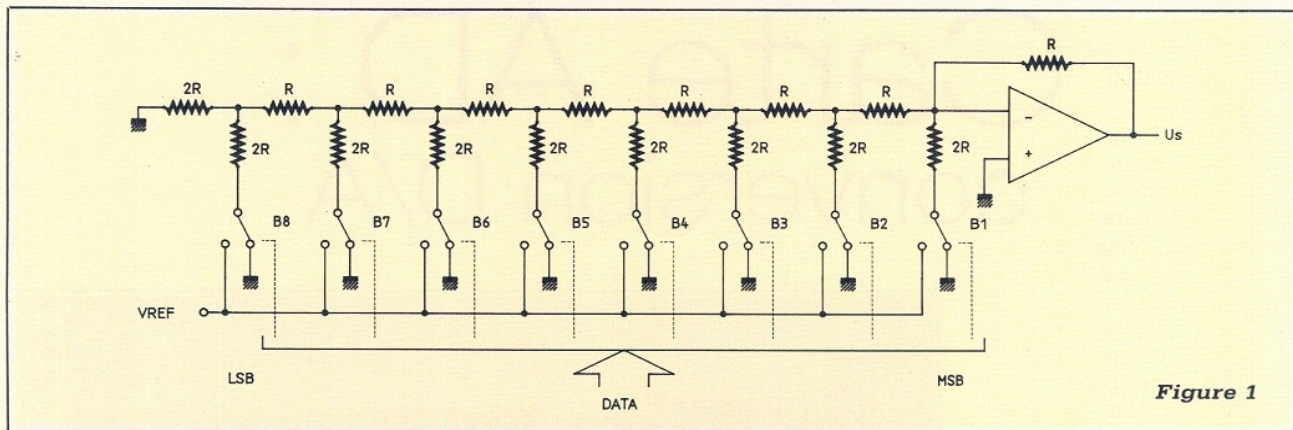 R
2R R R R R R R R
2R 2R 2R 2R 2R 2R 2R 2R
-
+
Us
B8 B7 B6 B5 B4 B3 B2 B1
VREF
LSB MSB
DATA
Figure 1